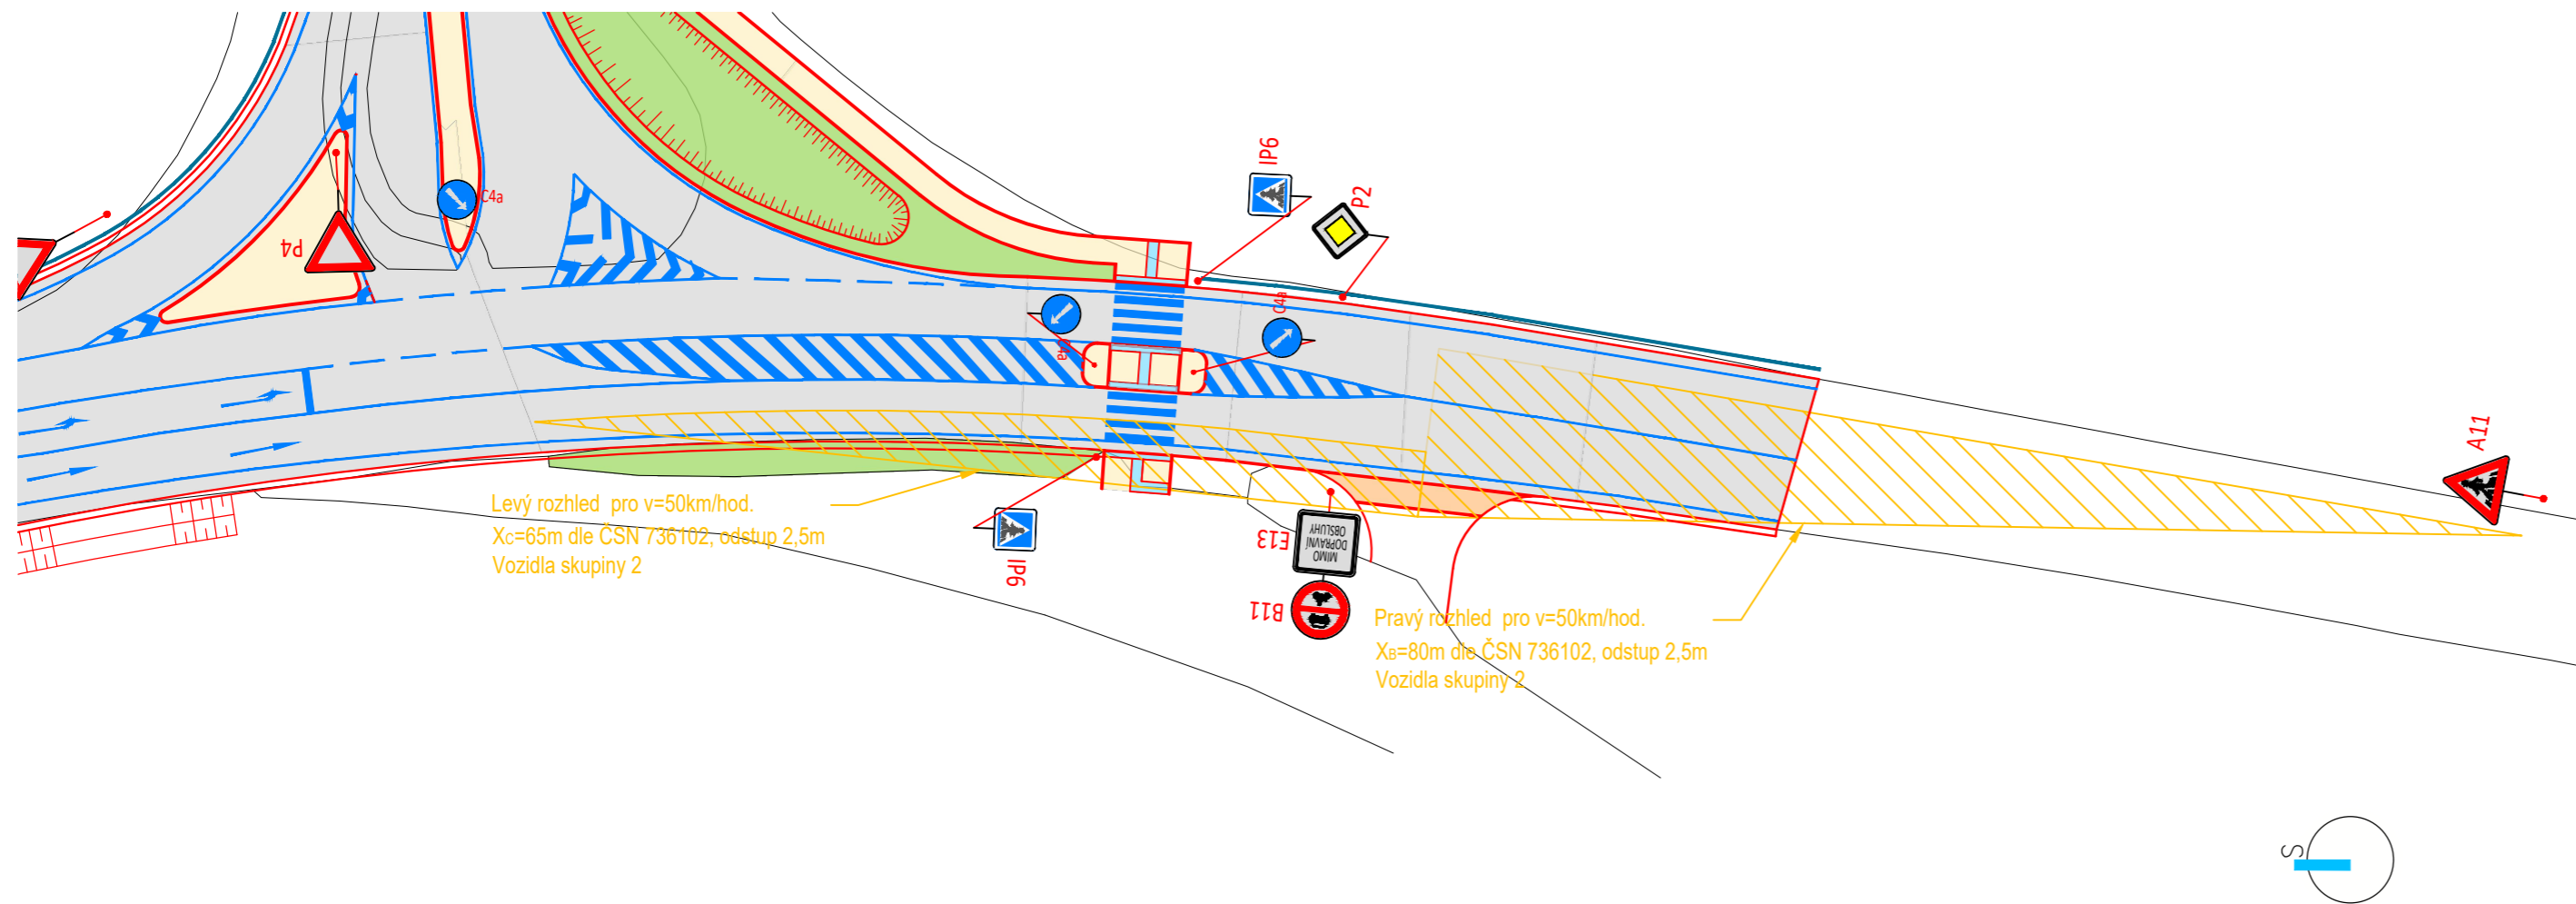 IP6
P2
C4a
P4
C4a
C4a
A11
Levý rozhled pro v=50km/hod.
Xc=65m dle ČSN 736102, odstup 2,5m
Vozidla skupiny 2
IP6
E13
MIMO
DOPRAVNÍ
OBSLUHY
B11
Pravý rozhled pro v=50km/hod.
XB=80m dle ČSN 736102, odstup 2,5m
Vozidla skupiny 2
S